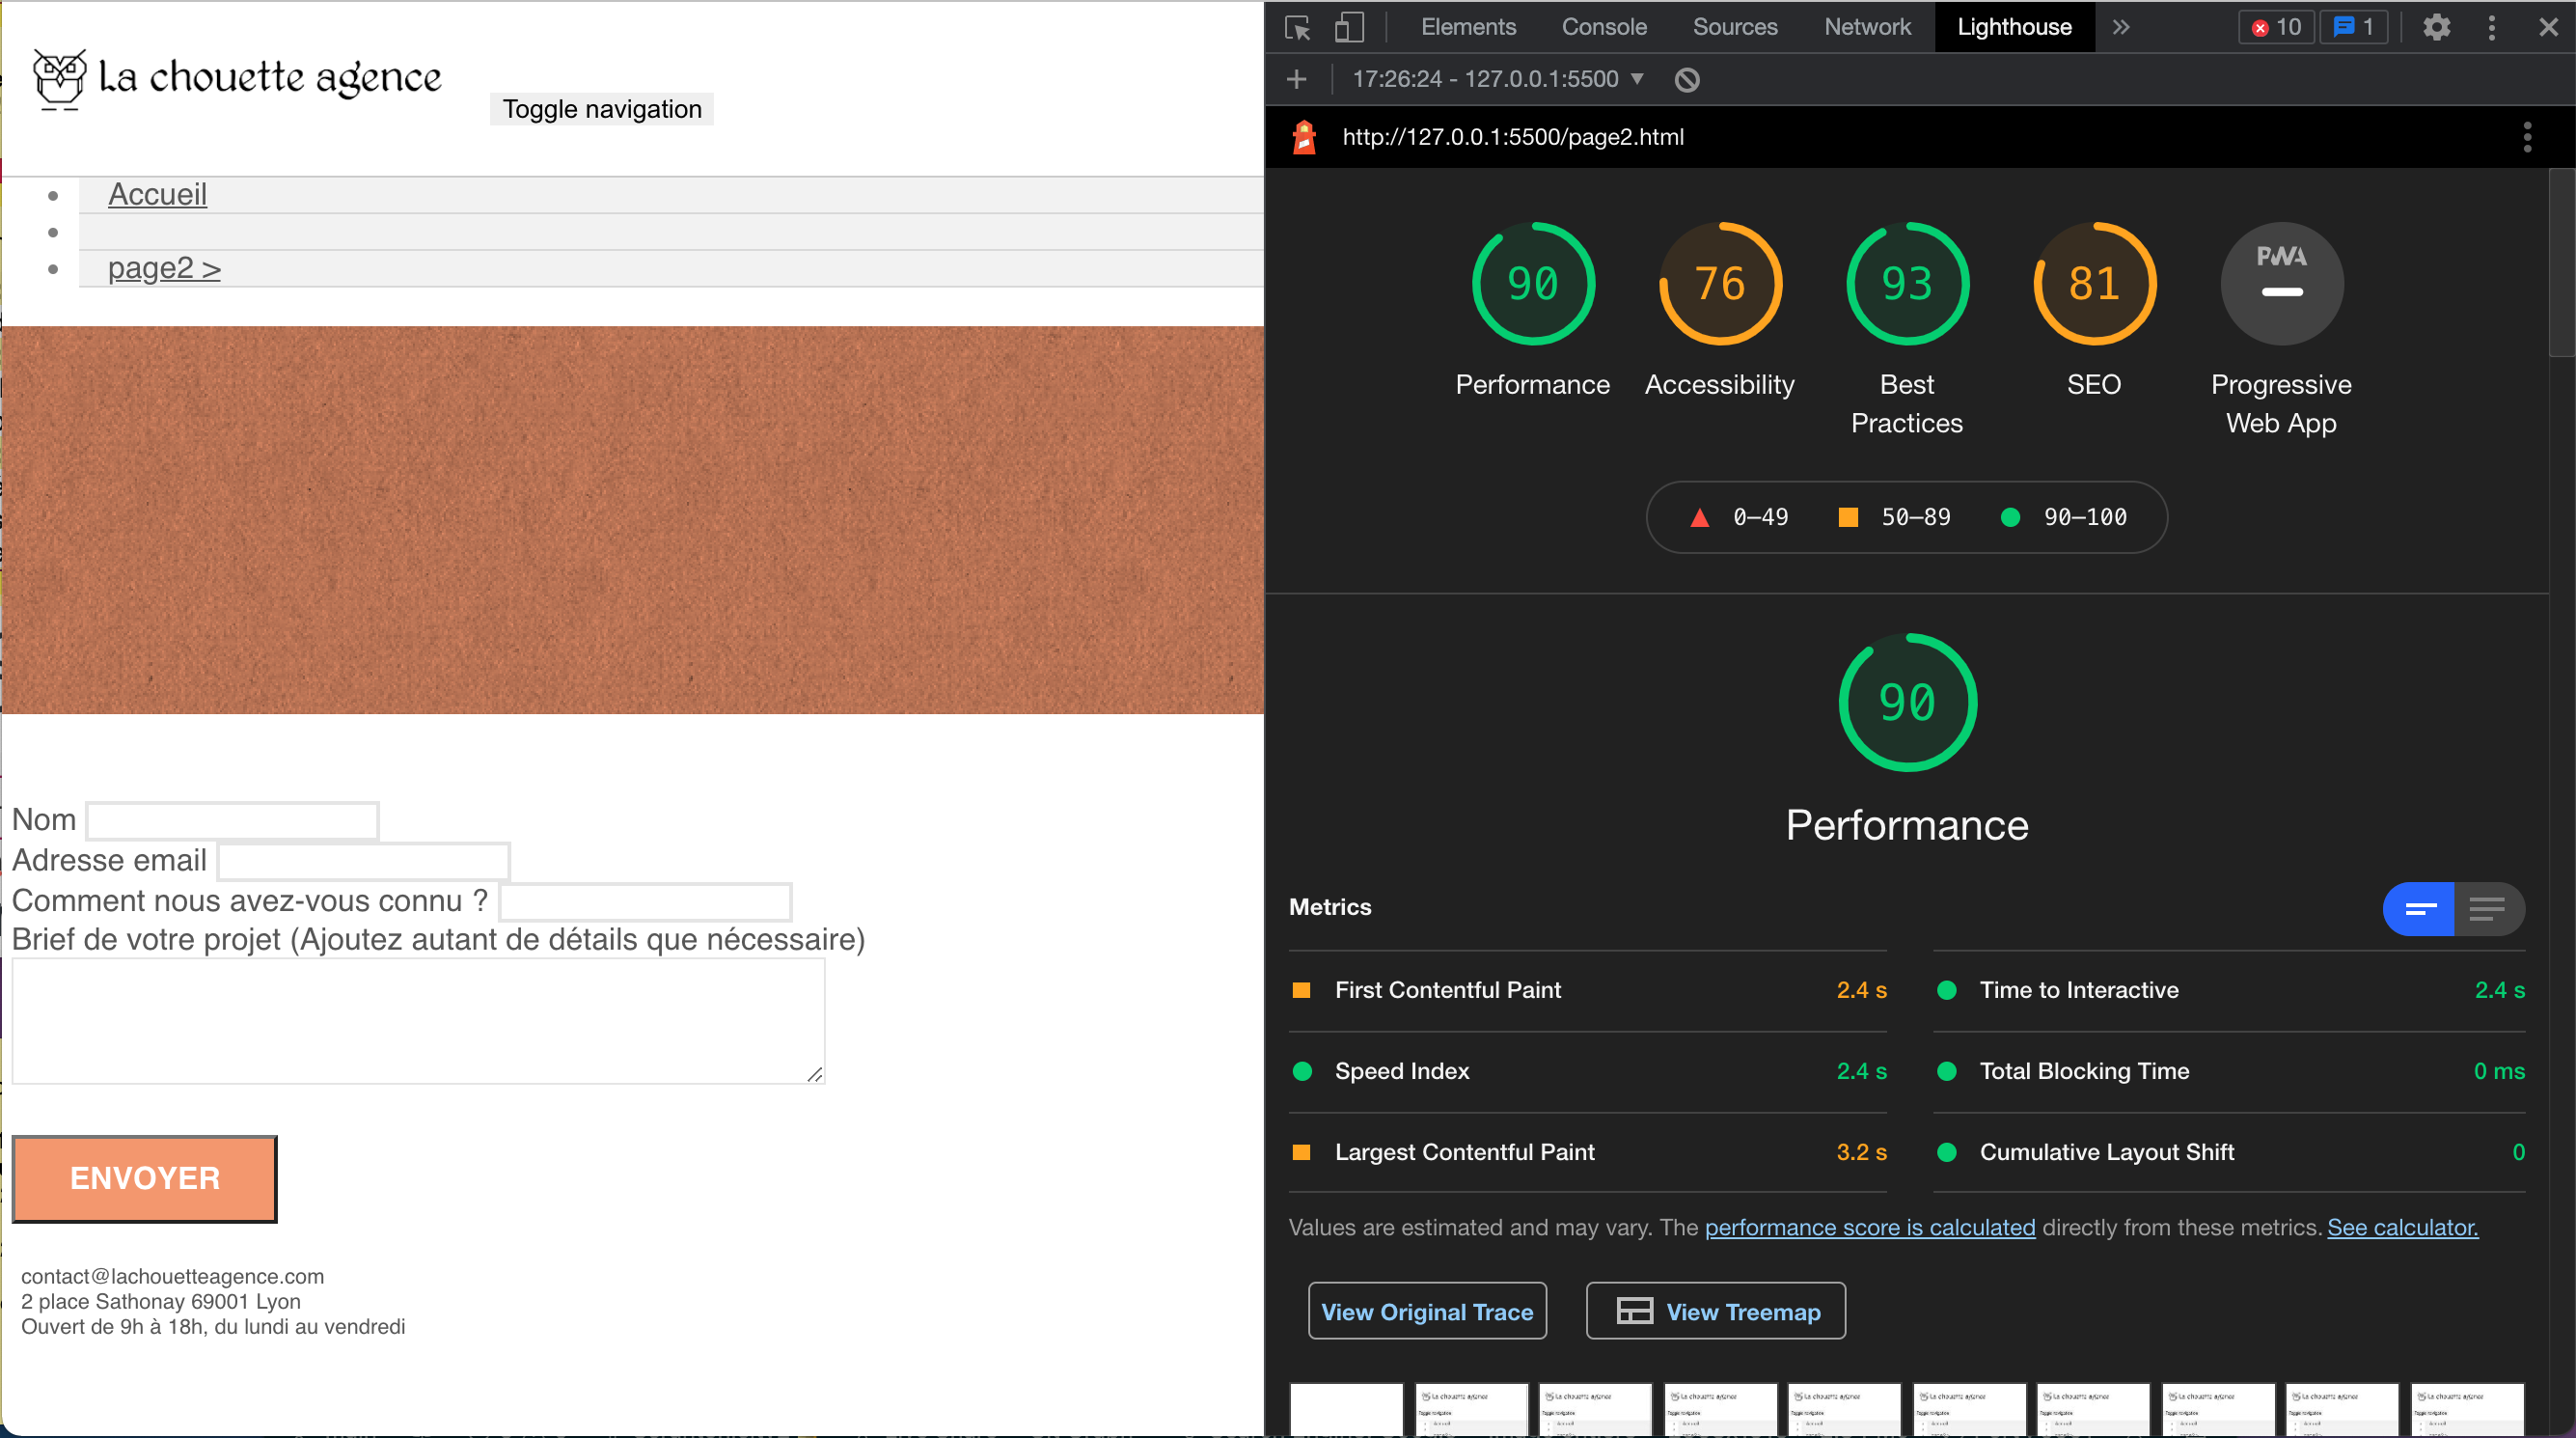 La chouette agence
Toggle navigation
Accueil
page2 >
Nom
Adresse email
Comment nous avez-vous connu ?
Brief de votre projet (Ajoutez autant de détails que nécessaire)
ENVOYER
contact@lachouetteagence.com
2 place Sathonay 69001 Lyon
Ouvert de 9h à 18h, du lundi au vendredi
Elements Console Sources Network Lighthouse » 10 1
17:26:24 - 127.0.0.1:5500
http://127.0.0.1:5500/page2.html
90 76 93 81 PWA
Performance Accessibility Best Practices SEO Progressive Web App
0–49 50–89 90–100
90
Performance
Metrics
First Contentful Paint 2.4 s Time to Interactive 2.4 s
Speed Index 2.4 s Total Blocking Time 0 ms
Largest Contentful Paint 3.2 s Cumulative Layout Shift 0
Values are estimated and may vary. The performance score is calculated directly from these metrics. See calculator.
View Original Trace View Treemap